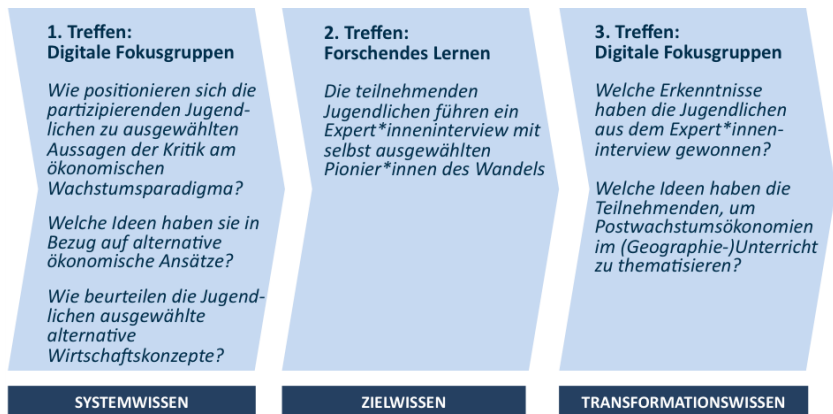 1. Treffen:
Digitale Fokusgruppen
Wie positionieren sich die
partizipierenden Jugend-
lichen zu ausgewählten
Aussagen der Kritik am
ökonomischen
Wachstumsparadigma?
Welche Ideen haben sie in
Bezug auf alternative
ökonomische Ansätze?
Wie beurteilen die Jugend-
lichen ausgewählte
alternative
Wirtschaftskonzepte?
SYSTEMWISSEN
2. Treffen:
Forschendes Lernen
Die teilnehmenden
Jugendlichen führen ein
Expert*inneninterview mit
selbst ausgewählten
Pionier*innen des Wandels
ZIELWISSEN
3. Treffen:
Digitale Fokusgruppen
Welche Erkenntnisse
haben die Jugendlichen
aus dem Expert*innen-
interview gewonnen?
Welche Ideen haben die
Teilnehmenden, um
Postwachstumsökonomien
im (Geographie-)Unterricht
zu thematisieren?
TRANSFORMATIONSWISSEN